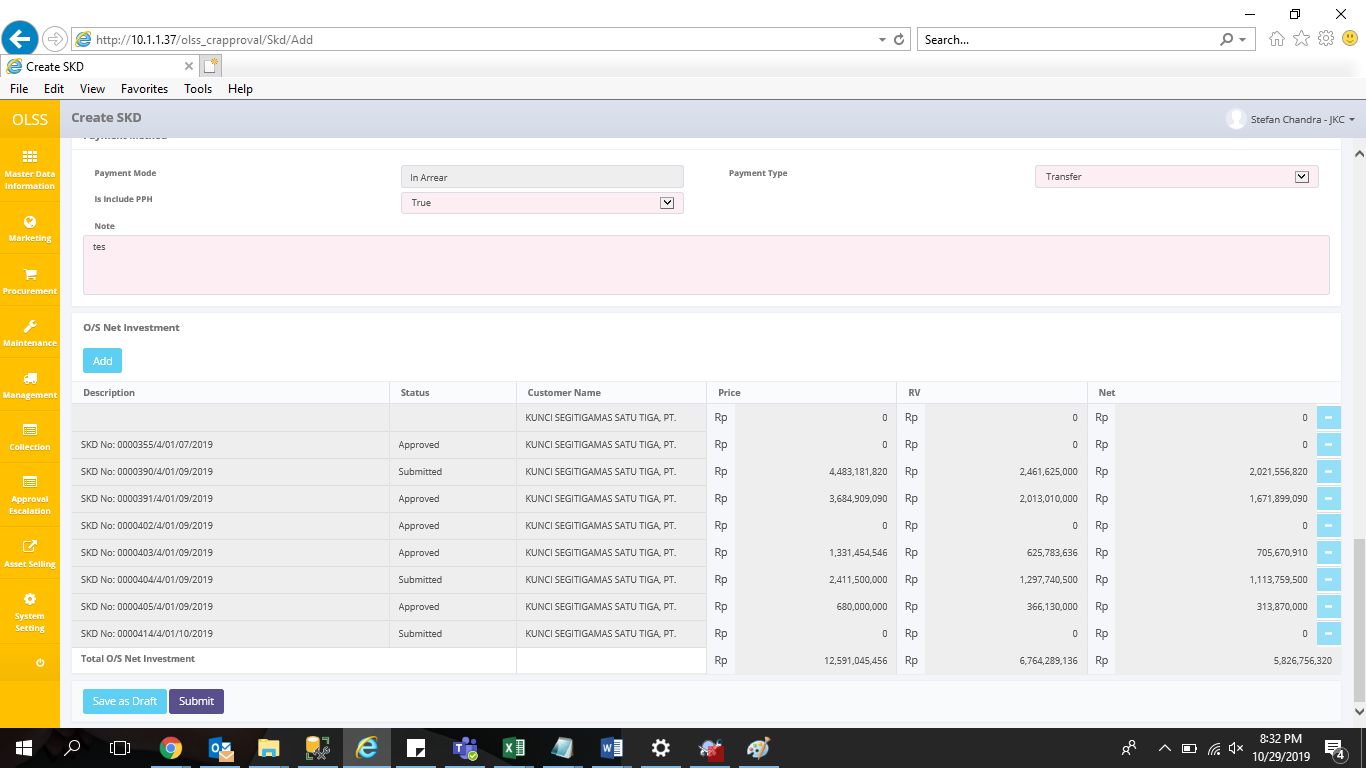 http://10.1.1.37/olss_crapproval/Skd/Add
Search...
Create SKD
File Edit View Favorites Tools Help
OLSS
Create SKD
Stefan Chandra - JKC
Master Data
Information
Marketing
Procurement
Maintenance
Management
Collection
Approval
Escalation
Asset Selling
System
Setting
Payment Method
Payment Mode In Arrear Payment Type Transfer
Is Include PPH True
Note
tes
O/S Net Investment
Add
Description Status Customer Name Price RV Net
KUNCI SEGITIGAMAS SATU TIGA, PT. Rp 0 Rp 0 Rp 0
SKD No: 0000355/4/01/07/2019 Approved KUNCI SEGITIGAMAS SATU TIGA, PT. Rp 0 Rp 0 Rp 0
SKD No: 0000390/4/01/09/2019 Submitted KUNCI SEGITIGAMAS SATU TIGA, PT. Rp 4,483,181,820 Rp 2,461,625,000 Rp 2,021,556,820
SKD No: 0000391/4/01/09/2019 Approved KUNCI SEGITIGAMAS SATU TIGA, PT. Rp 3,684,909,090 Rp 2,013,010,000 Rp 1,671,899,090
SKD No: 0000402/4/01/09/2019 Approved KUNCI SEGITIGAMAS SATU TIGA, PT. Rp 0 Rp 0 Rp 0
SKD No: 0000403/4/01/09/2019 Approved KUNCI SEGITIGAMAS SATU TIGA, PT. Rp 1,331,454,546 Rp 625,783,636 Rp 705,670,910
SKD No: 0000404/4/01/09/2019 Submitted KUNCI SEGITIGAMAS SATU TIGA, PT. Rp 2,411,500,000 Rp 1,297,740,500 Rp 1,113,759,500
SKD No: 0000405/4/01/09/2019 Approved KUNCI SEGITIGAMAS SATU TIGA, PT. Rp 680,000,000 Rp 366,130,000 Rp 313,870,000
SKD No: 0000414/4/01/10/2019 Submitted KUNCI SEGITIGAMAS SATU TIGA, PT. Rp 0 Rp 0 Rp 0
Total O/S Net Investment Rp 12,591,045,456 Rp 6,764,289,136 Rp 5,826,756,320
Save as Draft Submit
8:32 PM
10/29/2019
4